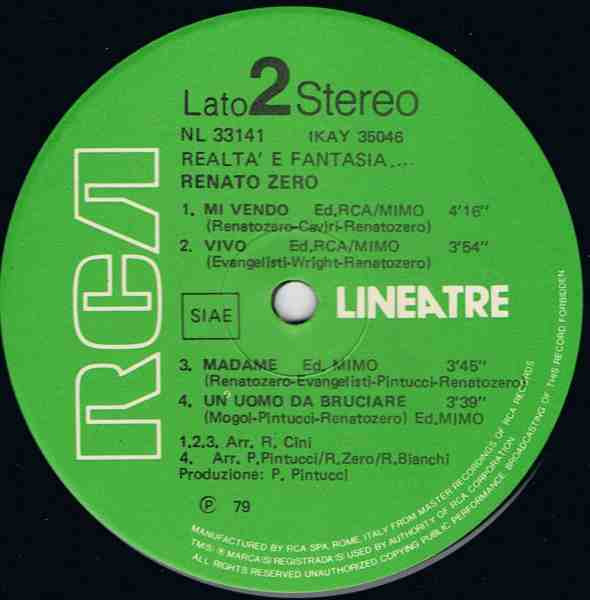 Lato 2 Stereo
NL 33141 IKAY 35046
REALTA' E FANTASIA....
RENATO ZERO
1. MI VENDO Ed,RCA/MIMO 4'16"
(Renatozero-Caviri-Renatozero)
2. VIVO Ed,RCA/MIMO 3'54"
(Evangelisti-Wright-Renatozero)
RCA
SIAE
LINEATRE
3. MADAME Ed. MIMO 3'45"
(Renatozero-Evangelisti-Pintucci-Renatozero)
4. UN UOMO DA BRUCIARE 3'39"
(Mogol-Pintucci-Renatozero) Ed,MIMO
1,2,3. Arr. R. Cini
4. Arr. P.Pintucci/R.Zero/R.Bianchi
Produzione: P. Pintucci
℗ 79
MANUFACTURED BY RCA SPA, ROME, ITALY FROM MASTER RECORDINGS OF RCA RECORDS
TM(S) ® MARCA(S) REGISTRADA(S) USED BY AUTHORITY OF RCA CORPORATION
ALL RIGHTS RESERVED UNAUTHORIZED COPYING PUBLIC PERFORMANCE, BROADCASTING OF THIS RECORD FORBIDDEN